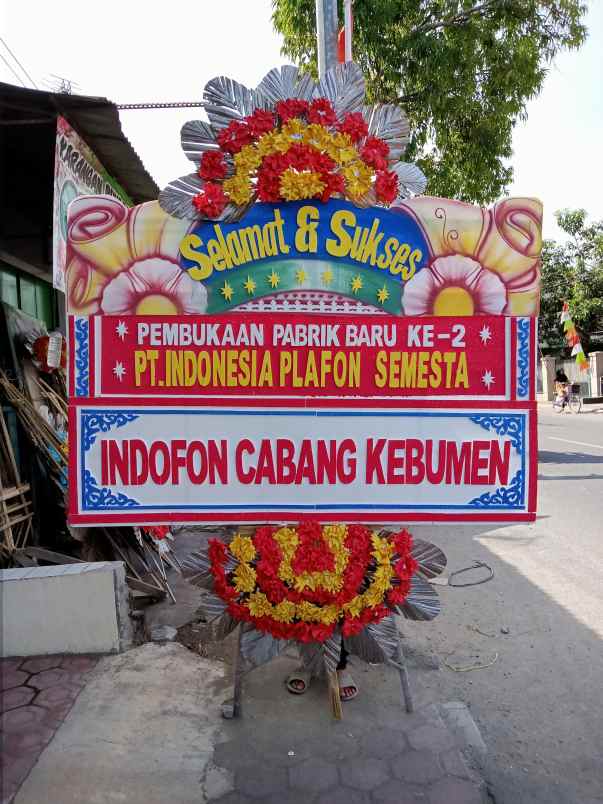 Selamat & Sukses
PEMBUKAAN PABRIK BARU KE-2
PT.INDONESIA PLAFON SEMESTA
INDOFON CABANG KEBUMEN